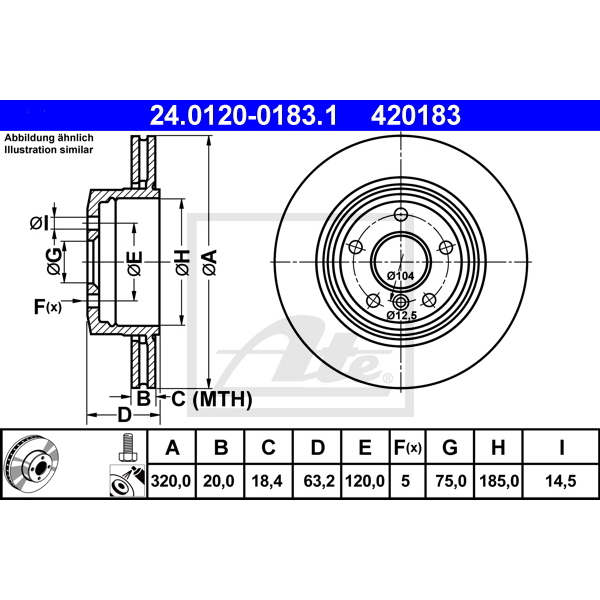 24.0120-0183.1 420183
Abbildung ähnlich
Illustration similar
ØI
ØG
ØE
ØH
ØA
F(x)
B
C (MTH)
D
Ø104
Ø12,5
Ate
A B C D E F(x) G H I
320,0 20,0 18,4 63,2 120,0 5 75,0 185,0 14,5